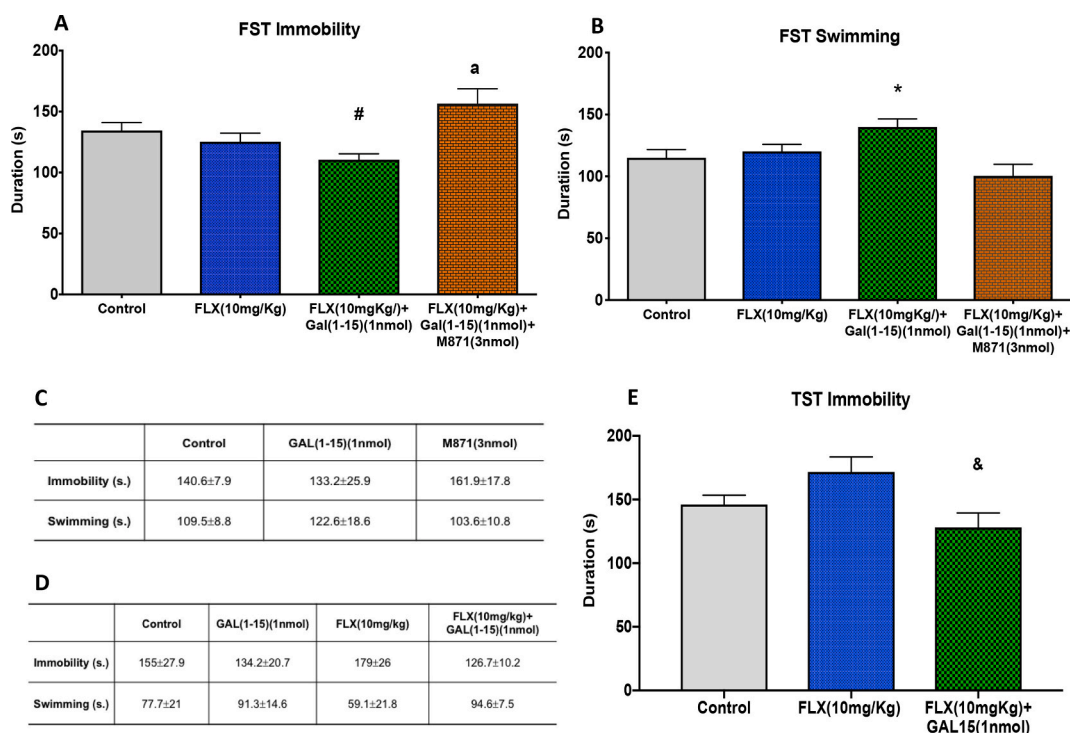 A
FST Immobility
200
150
100
50
0
Duration (s)
#
a
Control
FLX(10mg/Kg)
FLX(10mgKg/)+
Gal(1-15)(1nmol)
FLX(10mg/Kg)+
Gal(1-15)(1nmol)+
M871(3nmol)
B
FST Swimming
200
150
100
50
0
Duratiion (s)
*
Control
FLX(10mg/Kg)
FLX(10mgKg/)+
Gal(1-15)(1nmol)
FLX(10mg/Kg)+
Gal(1-15)(1nmol)+
M871(3nmol)
C
Control GAL(1-15)(1nmol) M871(3nmol)
Immobility (s.) 140.6±7.9 133.2±25.9 161.9±17.8
Swimming (s.) 109.5±8.8 122.6±18.6 103.6±10.8
D
Control GAL(1-15)(1nmol) FLX(10mg/kg) FLX(10mg/kg)+
GAL(1-15)(1nmol)
Immobility (s.) 155±27.9 134.2±20.7 179±26 126.7±10.2
Swimming (s.) 77.7±21 91.3±14.6 59.1±21.8 94.6±7.5
E
TST Immobility
200
150
100
50
0
Duration (s)
&
Control
FLX(10mg/Kg)
FLX(10mgKg)+
GAL15(1nmol)